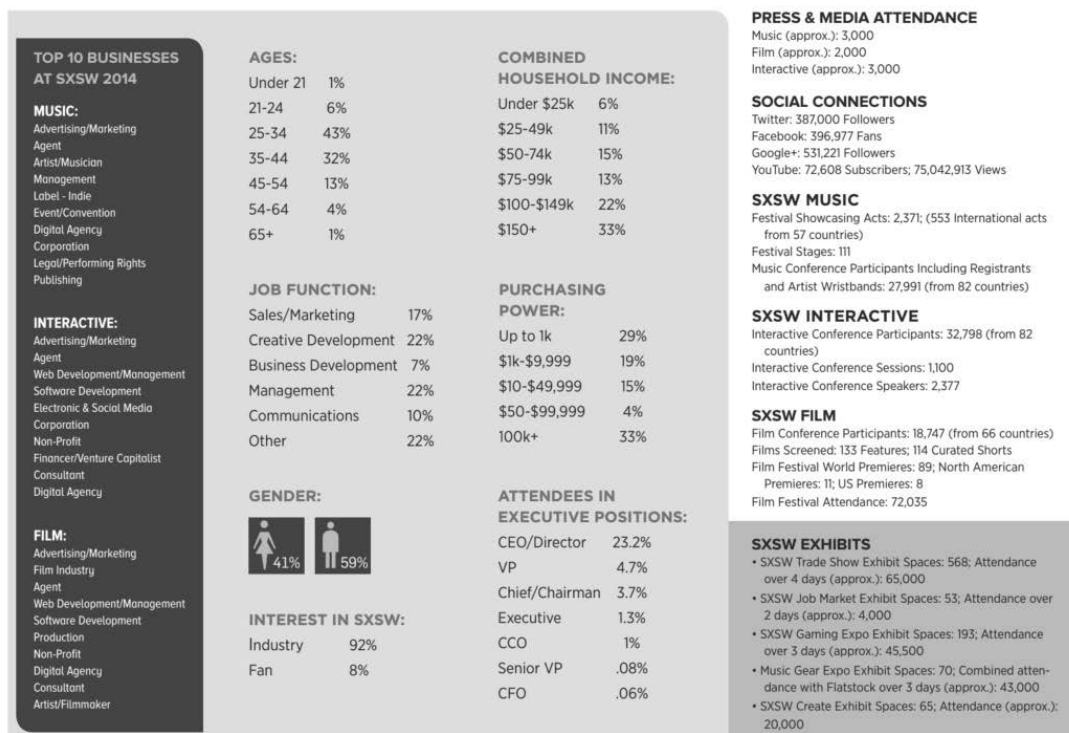 TOP 10 BUSINESSES
AT SXSW 2014
MUSIC:
Advertising/Marketing
Agent
Artist/Musician
Management
Label - Indie
Event/Convention
Digital Agency
Corporation
Legal/Performing Rights
Publishing
INTERACTIVE:
Advertising/Marketing
Agent
Web Development/Management
Software Development
Electronic & Social Media
Corporation
Non-Profit
Financer/Venture Capitalist
Consultant
Digital Agency
FILM:
Advertising/Marketing
Film Industry
Agent
Web Development/Management
Software Development
Production
Non-Profit
Digital Agency
Consultant
Artist/Filmmaker
AGES:
Under 21 1%
21-24 6%
25-34 43%
35-44 32%
45-54 13%
54-64 4%
65+ 1%
JOB FUNCTION:
Sales/Marketing 17%
Creative Development 22%
Business Development 7%
Management 22%
Communications 10%
Other 22%
GENDER:
41% 59%
INTEREST IN SXSW:
Industry 92%
Fan 8%
COMBINED
HOUSEHOLD INCOME:
Under $25k 6%
$25-49k 11%
$50-74k 15%
$75-99k 13%
$100-$149k 22%
$150+ 33%
PURCHASING
POWER:
Up to 1k 29%
$1k-$9,999 19%
$10-$49,999 15%
$50-$99,999 4%
100k+ 33%
ATTENDEES IN
EXECUTIVE POSITIONS:
CEO/Director 23.2%
VP 4.7%
Chief/Chairman 3.7%
Executive 1.3%
CCO 1%
Senior VP .08%
CFO .06%
PRESS & MEDIA ATTENDANCE
Music (approx.): 3,000
Film (approx.): 2,000
Interactive (approx.): 3,000
SOCIAL CONNECTIONS
Twitter: 387,000 Followers
Facebook: 396,977 Fans
Google+: 531,221 Followers
YouTube: 72,608 Subscribers; 75,042,913 Views
SXSW MUSIC
Festival Showcasing Acts: 2,371; (553 International acts
from 57 countries)
Festival Stages: 111
Music Conference Participants Including Registrants
and Artist Wristbands: 27,991 (from 82 countries)
SXSW INTERACTIVE
Interactive Conference Participants: 32,798 (from 82
countries)
Interactive Conference Sessions: 1,100
Interactive Conference Speakers: 2,377
SXSW FILM
Film Conference Participants: 18,747 (from 66 countries)
Films Screened: 133 Features; 114 Curated Shorts
Film Festival World Premieres: 89; North American
Premieres: 11; US Premieres: 8
Film Festival Attendance: 72,035
SXSW EXHIBITS
• SXSW Trade Show Exhibit Spaces: 568; Attendance
over 4 days (approx.): 65,000
• SXSW Job Market Exhibit Spaces: 53; Attendance over
2 days (approx.): 4,000
• SXSW Gaming Expo Exhibit Spaces: 193; Attendance
over 3 days (approx.): 45,500
• Music Gear Expo Exhibit Spaces: 70; Combined atten-
dance with Flatstock over 3 days (approx.): 43,000
• SXSW Create Exhibit Spaces: 65; Attendance (approx.):
20,000